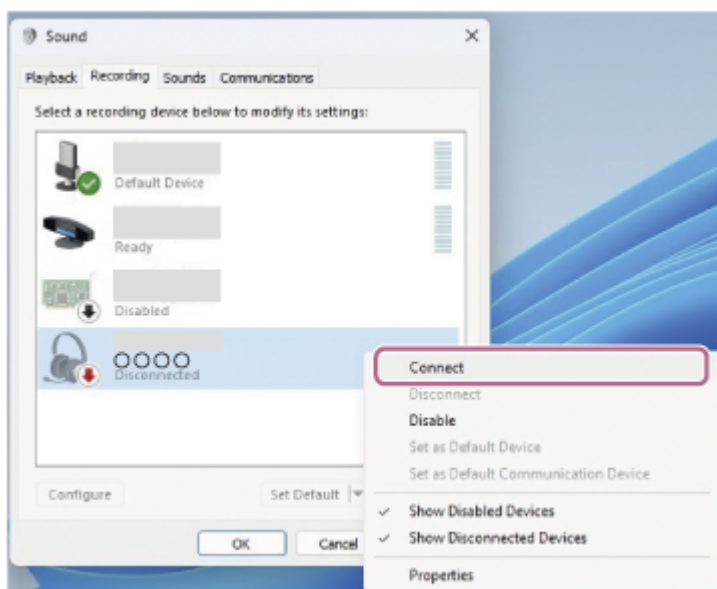 Sound
Playback Recording Sounds Communications
Select a recording device below to modify its settings:
Default Device
Ready
Disabled
○○○○
Disconnected
Connect
Disconnect
Disable
Set as Default Device
Set as Default Communication Device
Configure Set Default
✓ Show Disabled Devices
✓ Show Disconnected Devices
OK Cancel
Properties